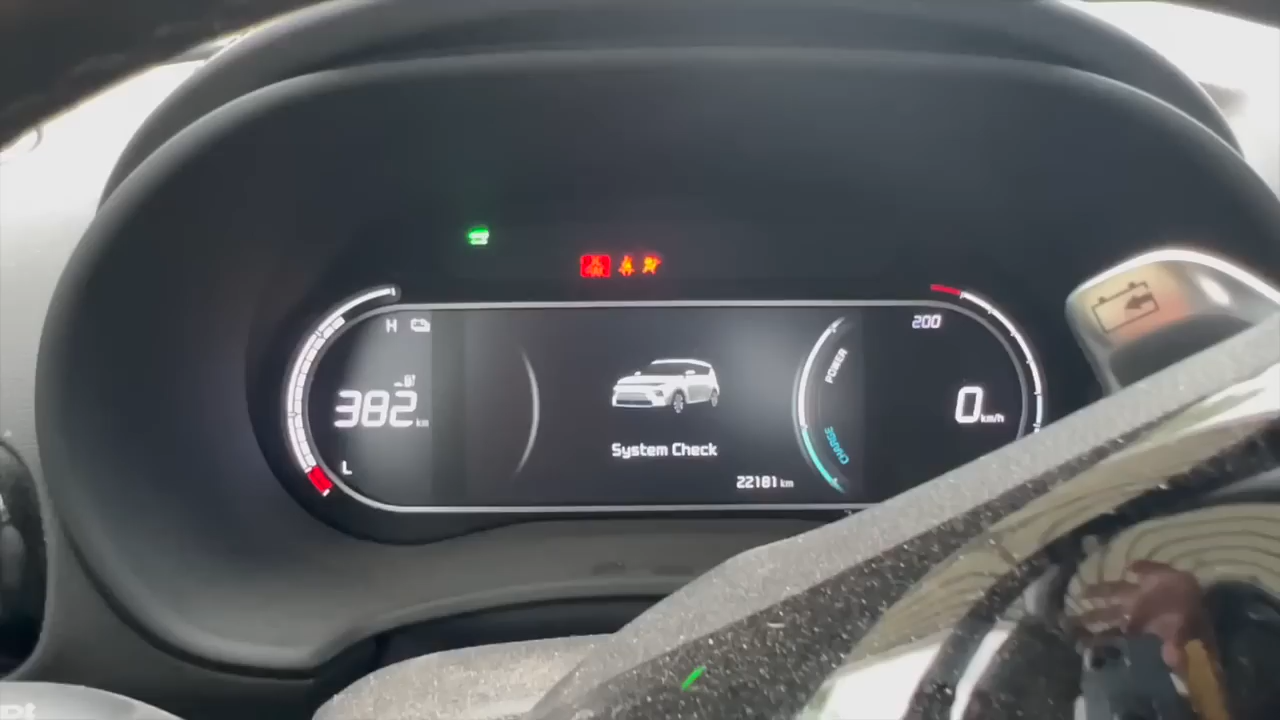 H
200
POWER
382 km
0 km/h
CHARGE
System Check
L
22181 km